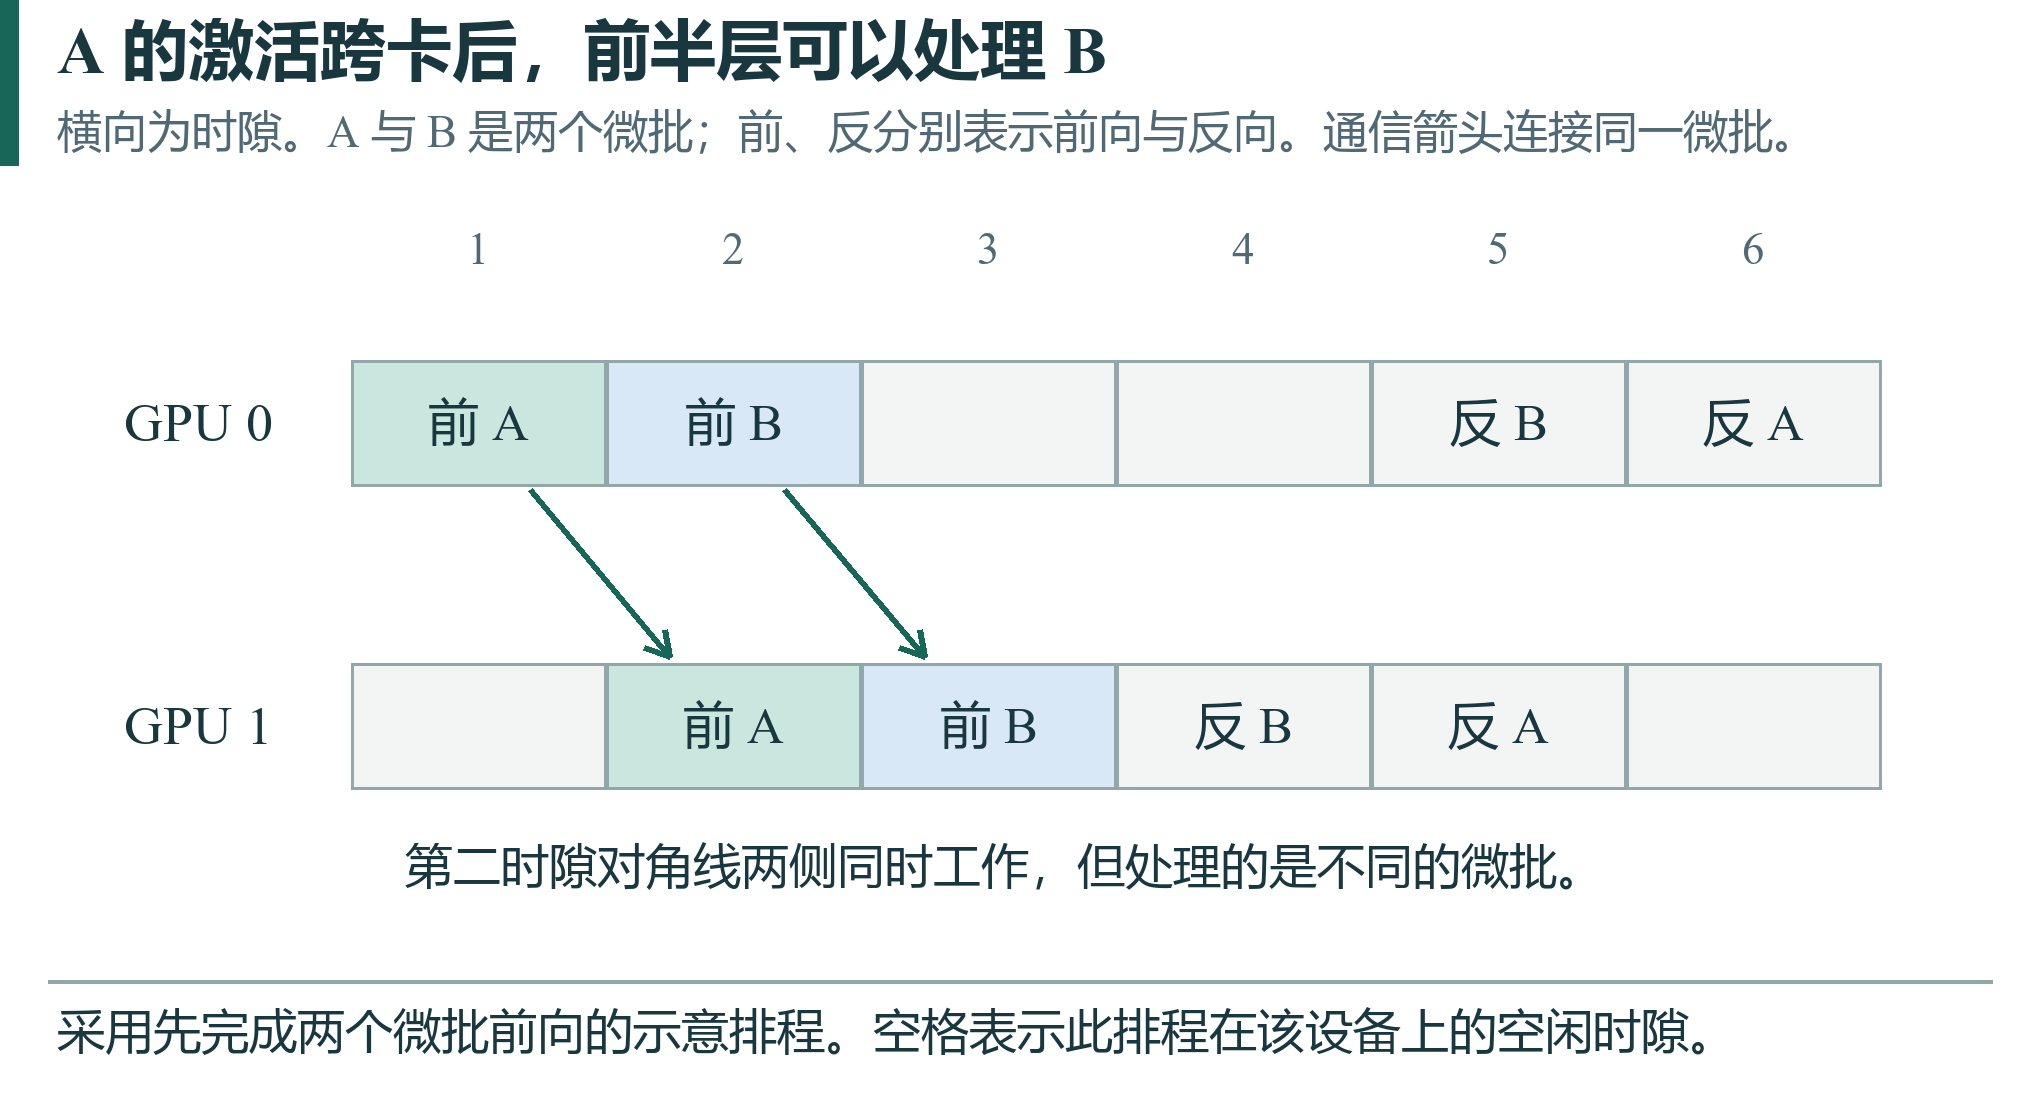 A 的激活跨卡后，前半层可以处理 B
横向为时隙。A 与 B 是两个微批；前、反分别表示前向与反向。通信箭头连接同一微批。
1 2 3 4 5 6
GPU 0 前 A 前 B 反 B 反 A
GPU 1 前 A 前 B 反 B 反 A
第二时隙对角线两侧同时工作，但处理的是不同的微批。
采用先完成两个微批前向的示意排程。空格表示此排程在该设备上的空闲时隙。